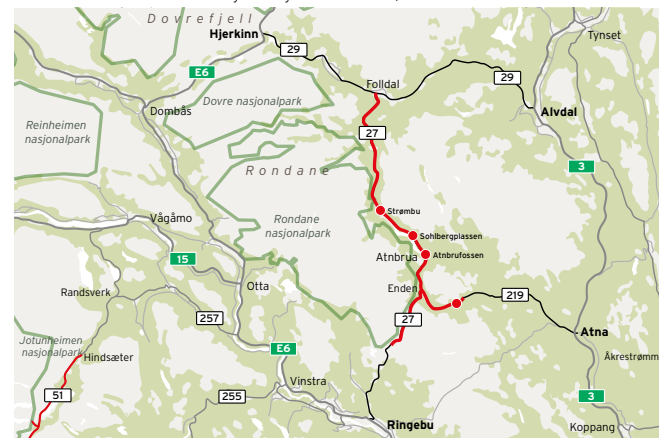 Dovrefjell
Hjerkinn
Tynset
29
E6
Folldal
29
Dovre nasjonalpark
Dombås
Alvdal
Reinheimen
nasjonalpark
27
3
Rondane
Strømbu
Vågåmo
Rondane
nasjonalpark
Sohlbergplassen
Atnbrua
Atnbrufossen
15
Otta
Enden
Randsverk
219
257
27
Atna
Jotunheimen
nasjonalpark
Hindsæter
E6
Åkrestrømm
Vinstra
51
255
3
Ringebu
Koppang